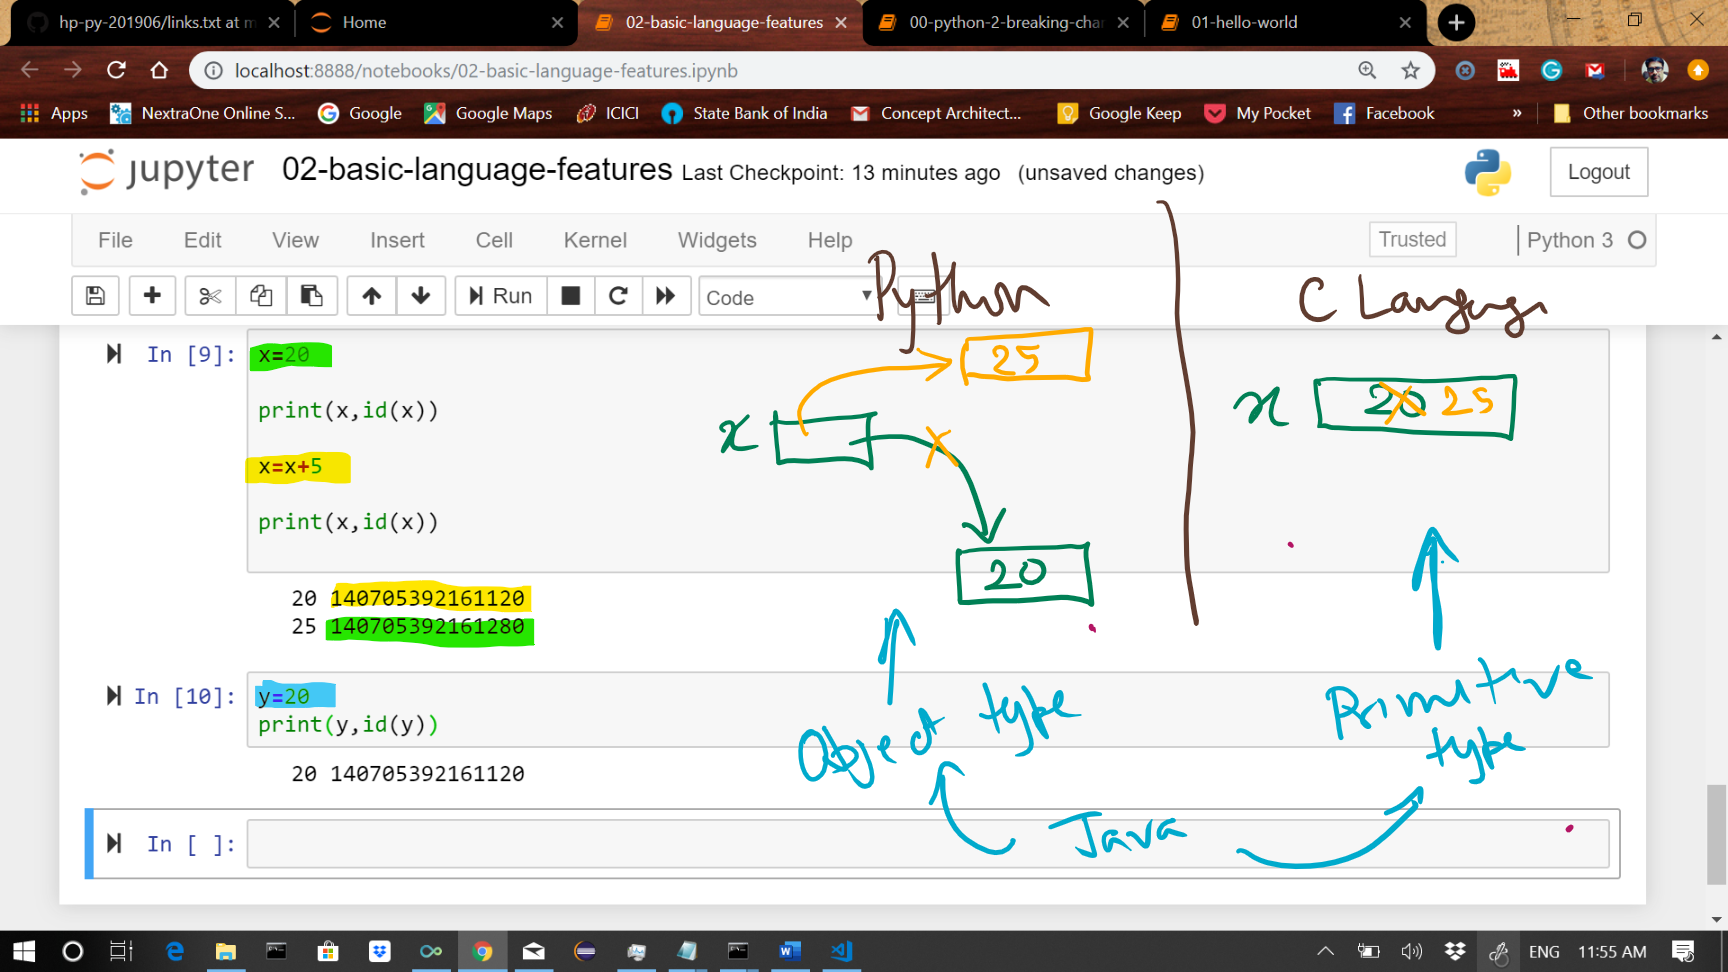 hp-py-201906/links.txt at m
Home
02-basic-language-features
00-python-2-breaking-cha
01-hello-world
localhost:8888/notebooks/02-basic-language-features.ipynb
Apps
NextraOne Online S...
Google
Google Maps
ICICI
State Bank of India
Concept Architect...
Google Keep
My Pocket
Facebook
»
Other bookmarks
jupyter 02-basic-language-features Last Checkpoint: 13 minutes ago (unsaved changes)
Logout
File Edit View Insert Cell Kernel Widgets Help
Trusted
Python 3
Run
Code
Python
C Language
In [9]:
x=20
print(x,id(x))
x=x+5
print(x,id(x))
20 140705392161120
25 140705392161280
25
x
20
x
20 25
In [10]:
y=20
print(y,id(y))
20 140705392161120
Object type
Primitive
type
Java
In [ ]:
ENG
11:55 AM